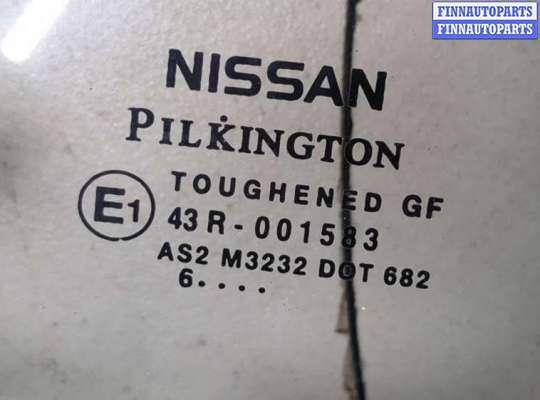 FINNAUTOPARTS
FINNAUTOPARTS
NISSAN
PILKINGTON
TOUGHENED GF
E1
43R-001583
AS2 M3232 DOT 682
6....